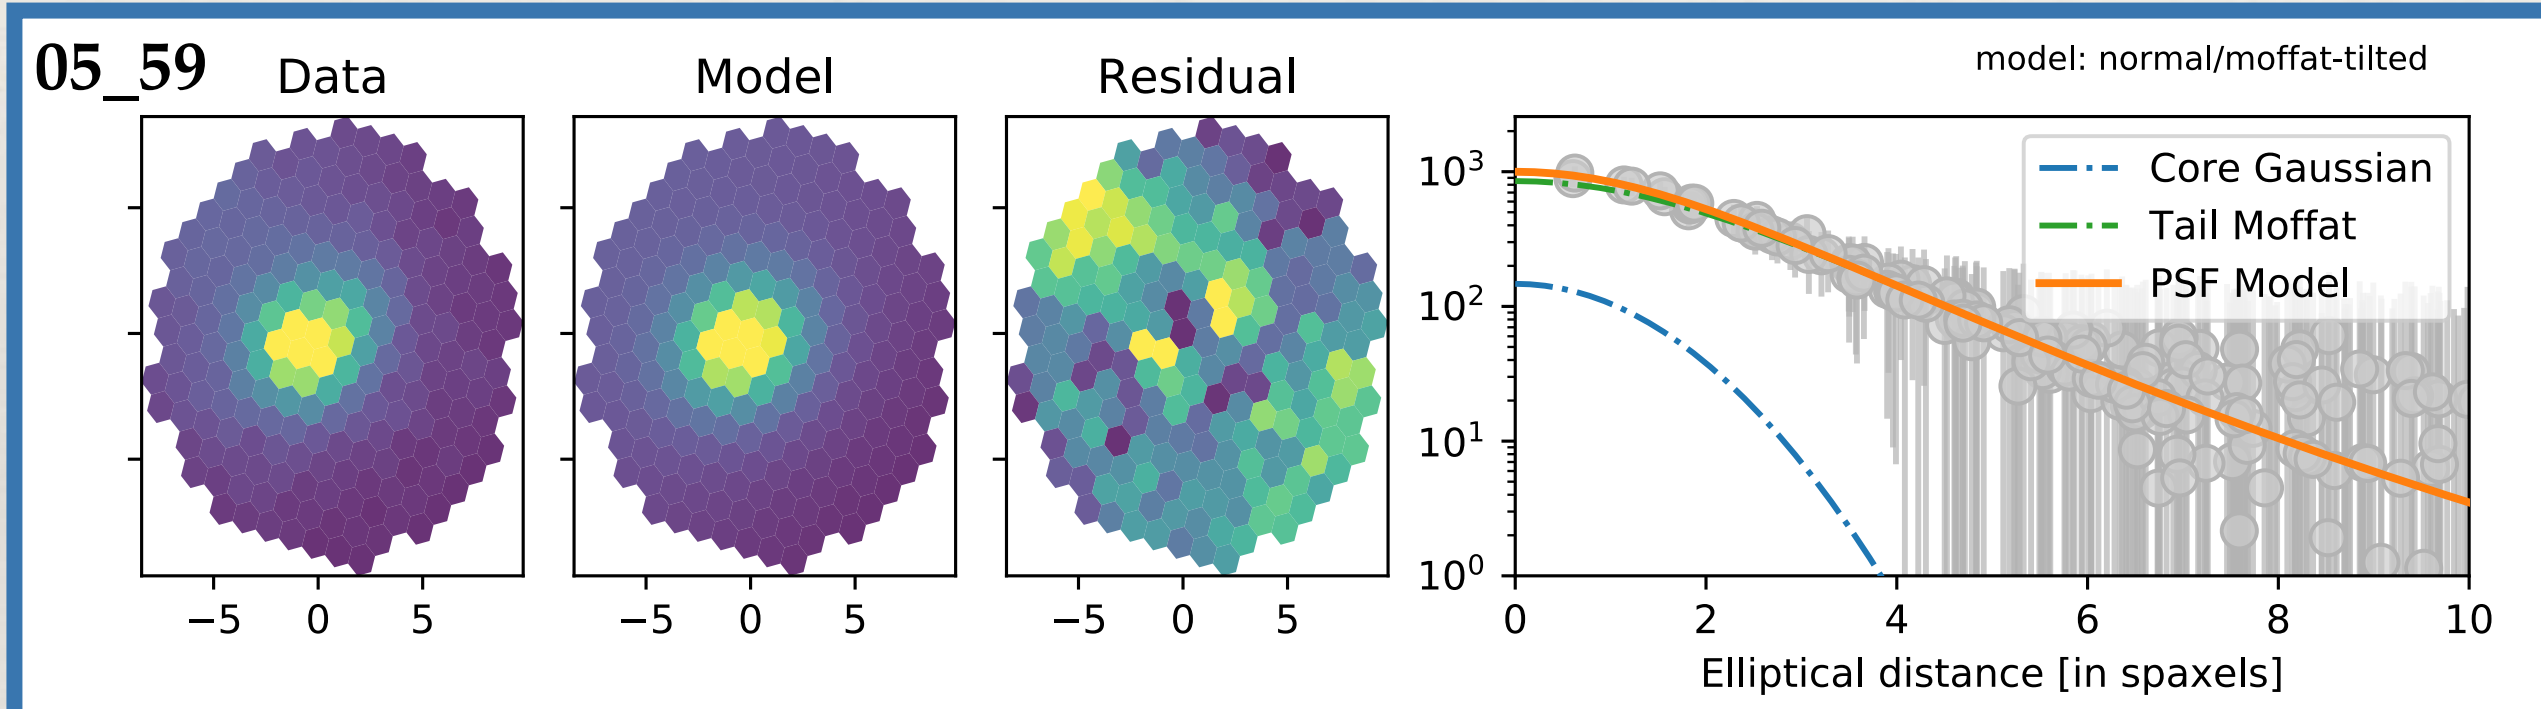 05_59
Data
Model
Residual
model: normal/moffat-tilted
−5 0 5
−5 0 5
−5 0 5
10³
10²
10¹
10⁰
Core Gaussian
Tail Moffat
PSF Model
0 2 4 6 8 10
Elliptical distance [in spaxels]